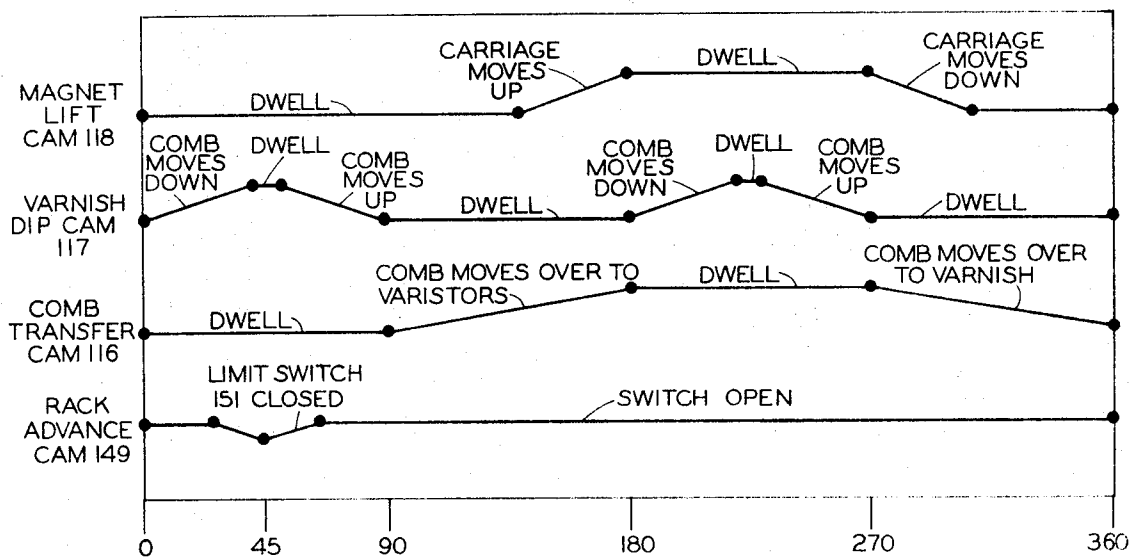 MAGNET
LIFT
CAM 118
DWELL
CARRIAGE
MOVES
UP
DWELL
CARRIAGE
MOVES
DOWN
VARNISH
DIP CAM
117
COMB
MOVES
DOWN
DWELL
COMB
MOVES
UP
DWELL
COMB
MOVES
DOWN
DWELL
COMB
MOVES
UP
DWELL
COMB
TRANSFER
CAM 116
DWELL
COMB MOVES OVER TO
VARISTORS
DWELL
COMB MOVES OVER
TO VARNISH
RACK
ADVANCE
CAM 149
LIMIT SWITCH
151 CLOSED
SWITCH OPEN
0 45 90 180 270 360